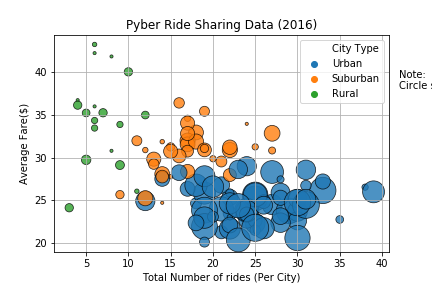 Pyber Ride Sharing Data (2016)
City Type
Urban
Suburban
Rural
Note:
Circle s
Average Fare($)
40
35
30
25
20
5 10 15 20 25 30 35 40
Total Number of rides (Per City)